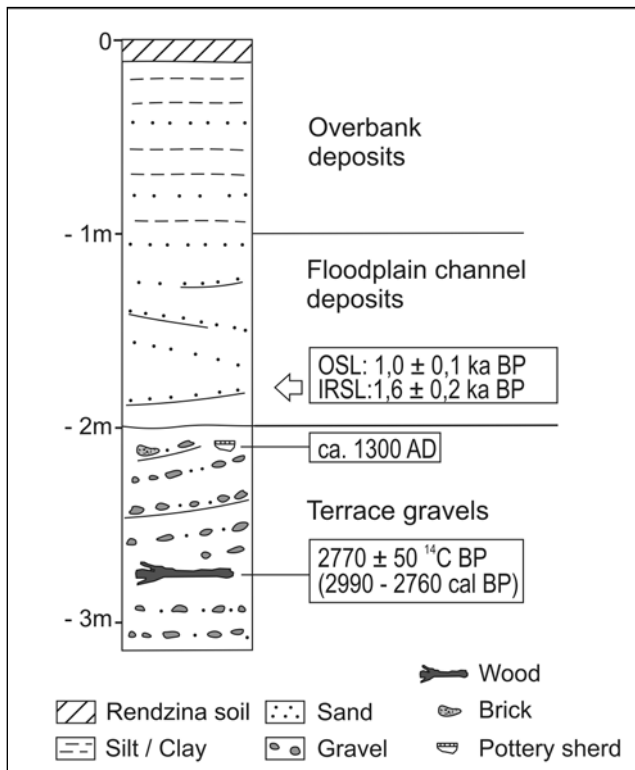 0
Overbank
deposits
- 1m
Floodplain channel
deposits
OSL: 1,0 ± 0,1 ka BP
IRSL:1,6 ± 0,2 ka BP
- 2m
ca. 1300 AD
Terrace gravels
2770 ± 50 ¹⁴C BP
(2990 - 2760 cal BP)
- 3m
Wood
Rendzina soil
Sand
Brick
Silt / Clay
Gravel
Pottery sherd